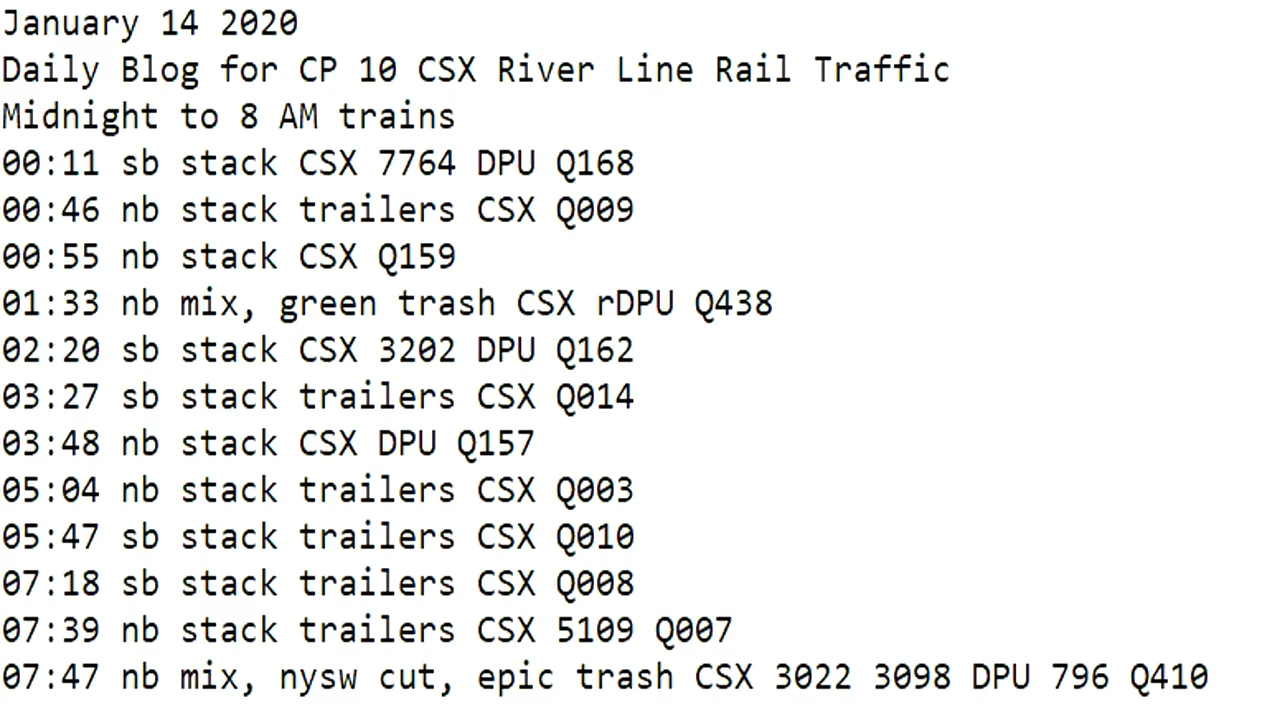 January 14 2020
Daily Blog for CP 10 CSX River Line Rail Traffic
Midnight to 8 AM trains
00:11 sb stack CSX 7764 DPU Q168
00:46 nb stack trailers CSX Q009
00:55 nb stack CSX Q159
01:33 nb mix, green trash CSX rDPU Q438
02:20 sb stack CSX 3202 DPU Q162
03:27 sb stack trailers CSX Q014
03:48 nb stack CSX DPU Q157
05:04 nb stack trailers CSX Q003
05:47 sb stack trailers CSX Q010
07:18 sb stack trailers CSX Q008
07:39 nb stack trailers CSX 5109 Q007
07:47 nb mix, nysw cut, epic trash CSX 3022 3098 DPU 796 Q410